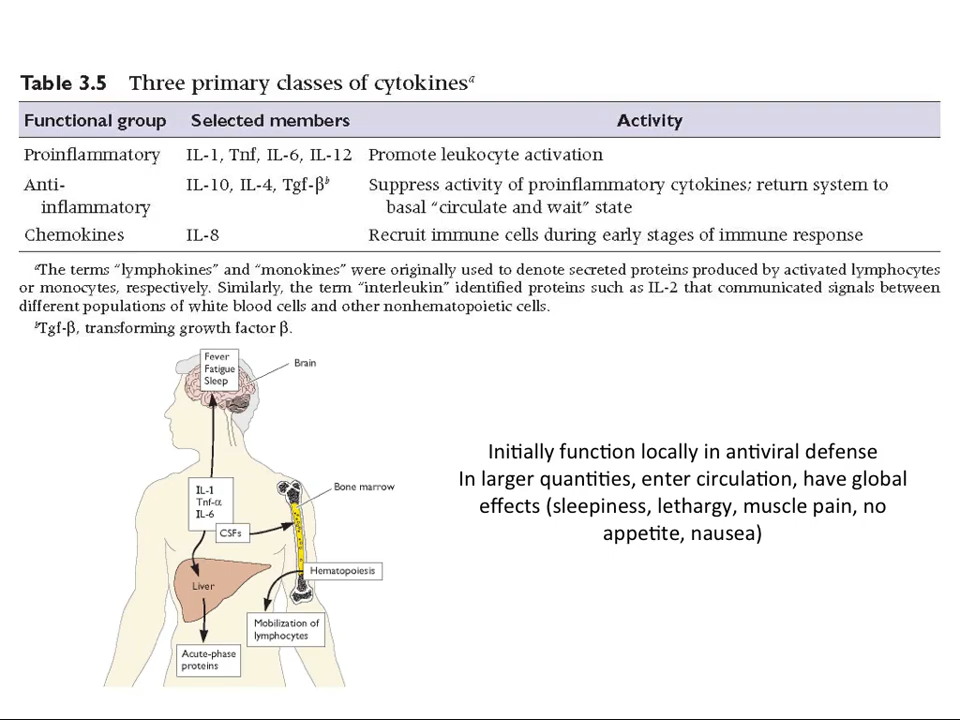 Table 3.5 Three primary classes of cytokinesᵃ
Functional group Selected members Activity
Proinflammatory IL-1, Tnf, IL-6, IL-12 Promote leukocyte activation
Anti- IL-10, IL-4, Tgf-βᵇ Suppress activity of proinflammatory cytokines; return system to
inflammatory basal “circulate and wait” state
Chemokines IL-8 Recruit immune cells during early stages of immune response
ᵃThe terms “lymphokines” and “monokines” were originally used to denote secreted proteins produced by activated lymphocytes
or monocytes, respectively. Similarly, the term “interleukin” identified proteins such as IL-2 that communicated signals between
different populations of white blood cells and other nonhematopoietic cells.
ᵇTgf-β, transforming growth factor β.
Fever
Fatigue
Sleep
Brain
IL-1
Tnf-α
IL-6
CSFs
Bone marrow
Liver
Hematopoiesis
Mobilization of
lymphocytes
Acute-phase
proteins
Initially function locally in antiviral defense
In larger quantities, enter circulation, have global
effects (sleepiness, lethargy, muscle pain, no
appetite, nausea)